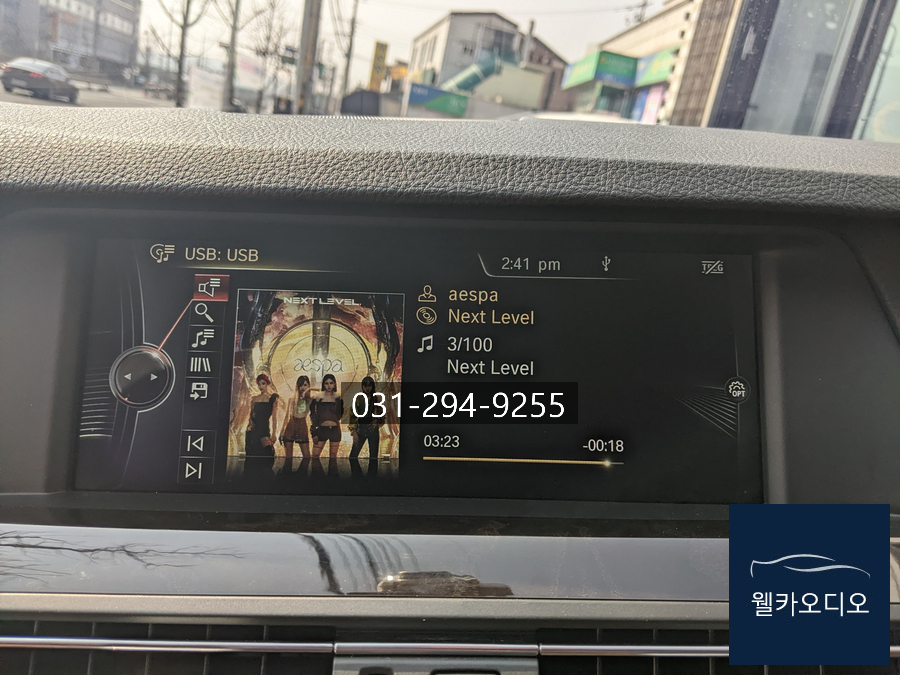 USB: USB
2:41 pm
TP/G
NEXT LEVEL
aespa
aespa
Next Level
3/100
Next Level
OPT
031-294-9255
03:23
-00:18
웰카오디오